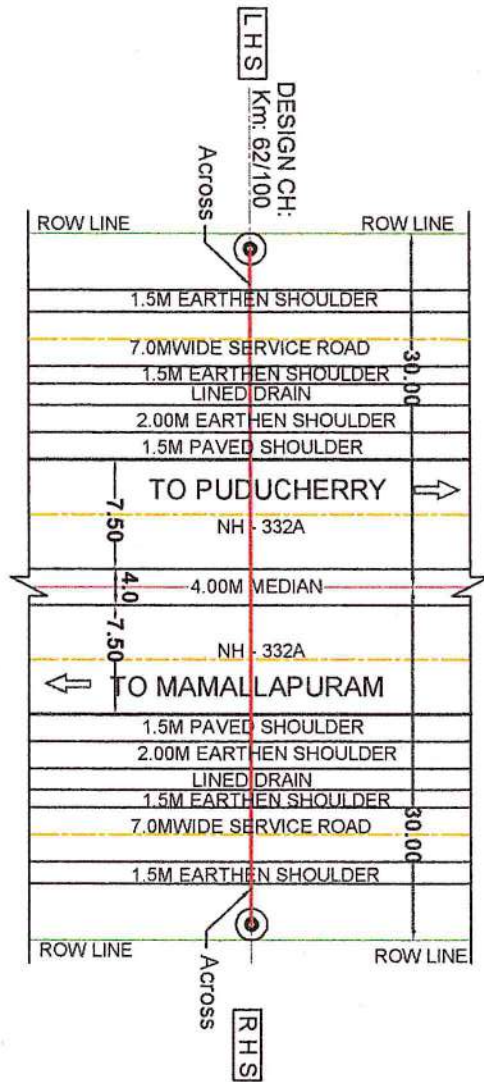 LHS
DESIGN CH:
Km: 62/100
Across
ROW LINE
ROW LINE
1.5M EARTHEN SHOULDER
7.0MWIDE SERVICE ROAD
1.5M EARTHEN SHOULDER
LINED DRAIN
2.00M EARTHEN SHOULDER
1.5M PAVED SHOULDER
30.00
TO PUDUCHERRY
7.50
NH - 332A
4.0
4.00M MEDIAN
7.50
NH - 332A
TO MAMALLAPURAM
1.5M PAVED SHOULDER
2.00M EARTHEN SHOULDER
LINED DRAIN
1.5M EARTHEN SHOULDER
7.0MWIDE SERVICE ROAD
30.00
1.5M EARTHEN SHOULDER
ROW LINE
ROW LINE
Across
RHS